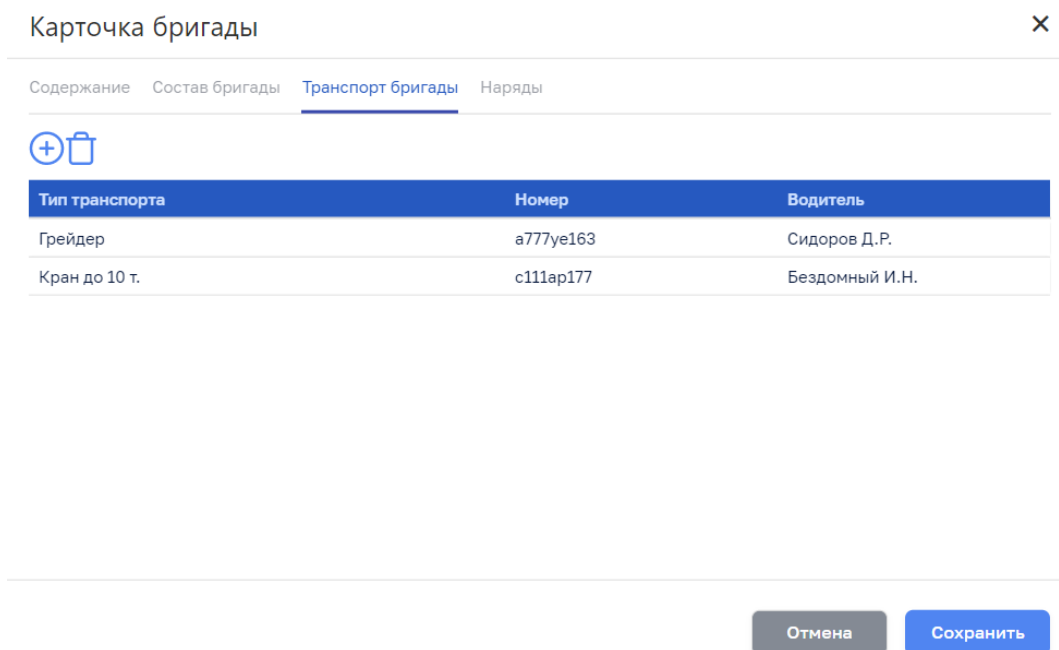 Карточка бригады
Содержание Состав бригады Транспорт бригады Наряды
Тип транспорта Номер Водитель
Грейдер а777уе163 Сидоров Д.Р.
Кран до 10 т. с111ар177 Бездомный И.Н.
Отмена Сохранить